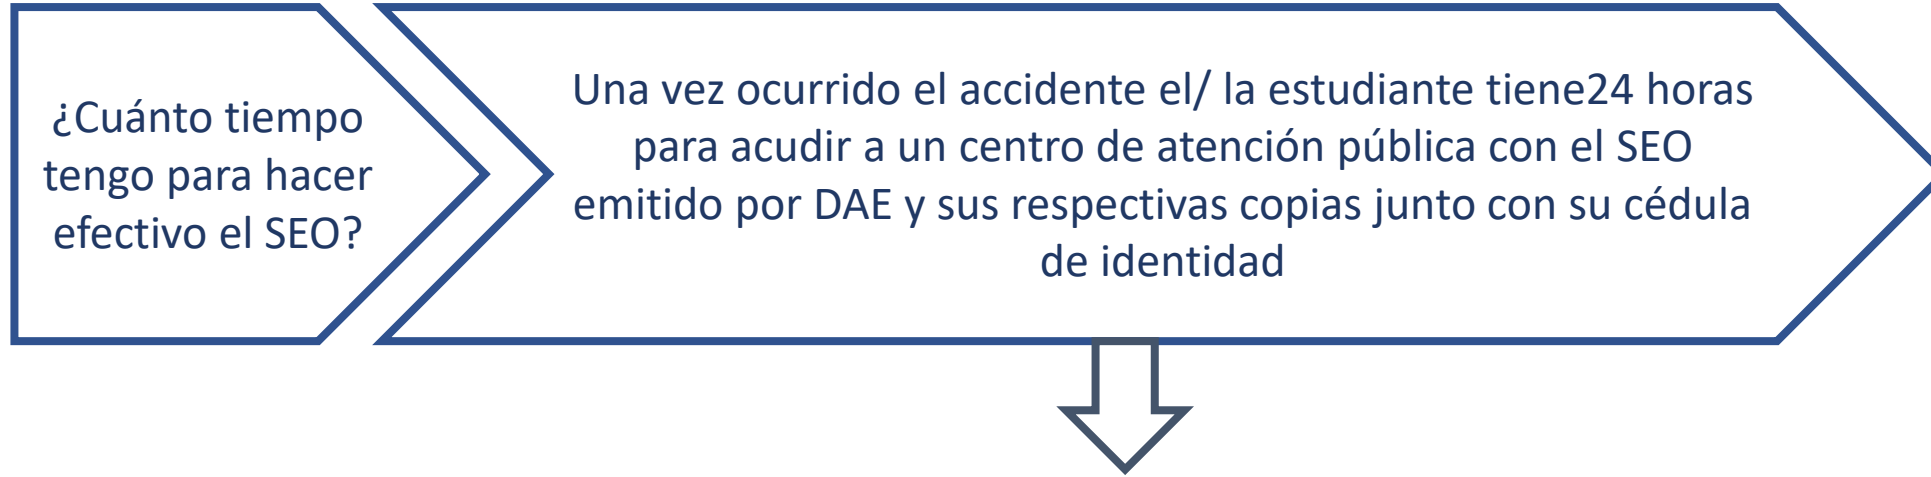 ¿Cuánto tiempo
tengo para hacer
efectivo el SEO?
Una vez ocurrido el accidente el/ la estudiante tiene24 horas
para acudir a un centro de atención pública con el SEO
emitido por DAE y sus respectivas copias junto con su cédula
de identidad